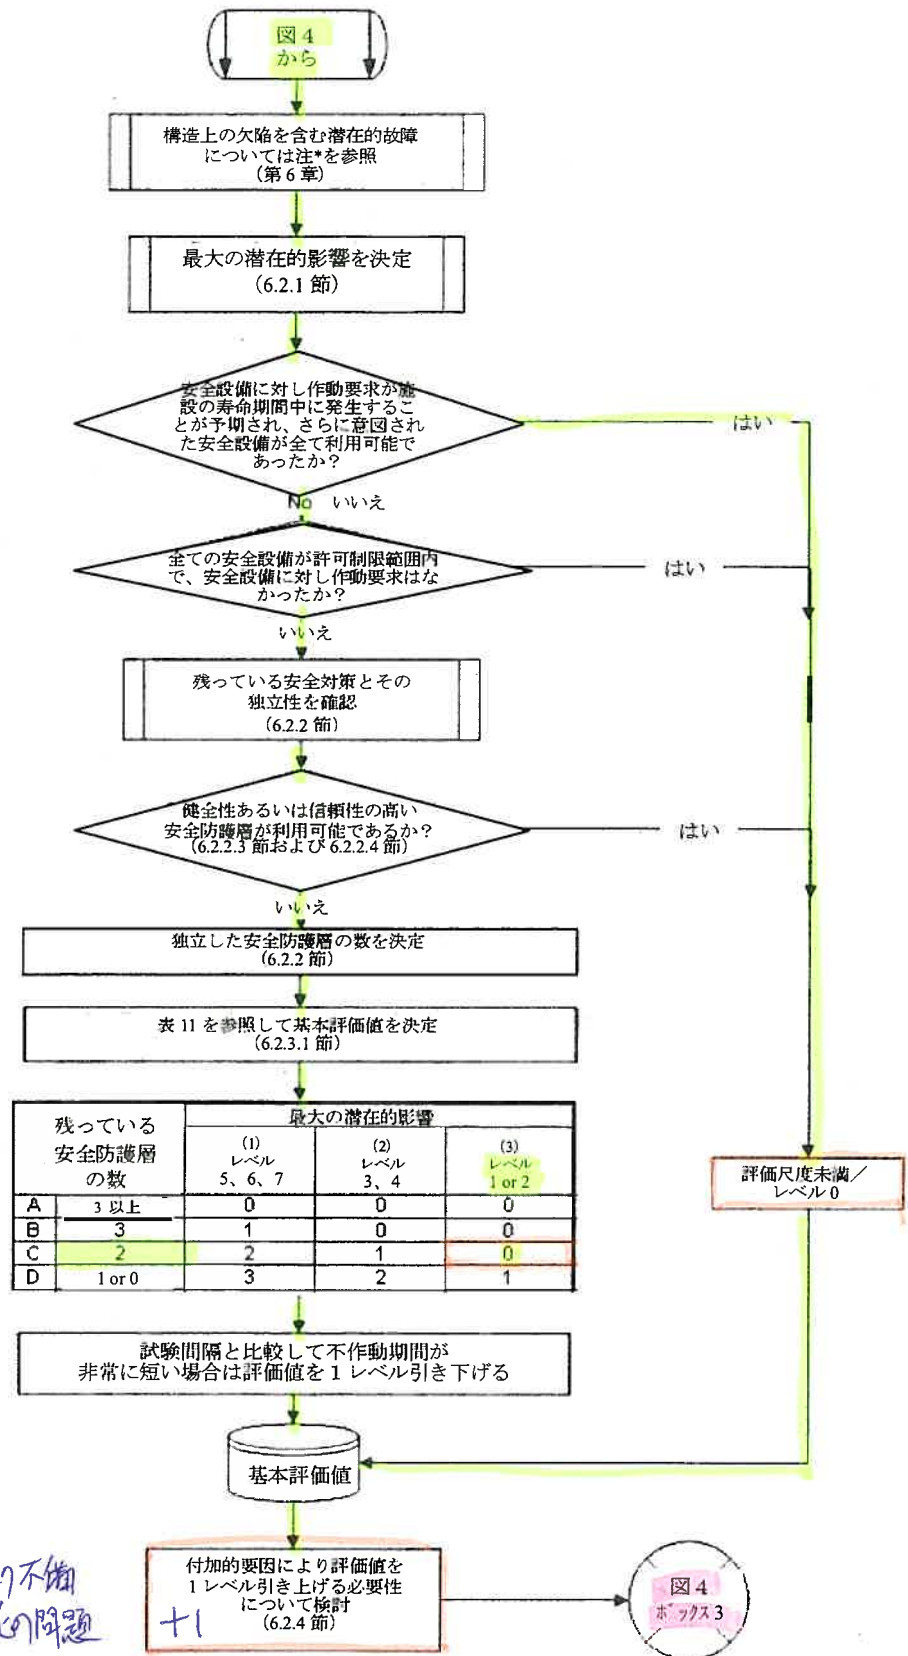 図4
から
構造上の欠陥を含む潜在的故障
については注*を参照
(第6章)
最大の潜在的影響を決定
(6.2.1 節)
安全設備に対し作動要求が施
設の寿命期間中に発生するこ
とが予期され、さらに意図され
た安全設備が全て利用可能で
あったか?
はい
No いいえ
全ての安全設備が許可制限範囲内
で、安全設備に対し作動要求はな
かったか?
はい
いいえ
残っている安全対策とその
独立性を確認
(6.2.2 節)
健全性あるいは信頼性の高い
安全防護層が利用可能であるか?
(6.2.2.3 節および 6.2.2.4 節)
はい
いいえ
独立した安全防護層の数を決定
(6.2.2 節)
表 11 を参照して基本評価値を決定
(6.2.3.1 節)
残っている
安全防護層
の数
最大の潜在的影響
(1)
レベル
5、6、7
(2)
レベル
3、4
(3)
レベル
1 or 2
A 3 以上 0 0 0
B 3 1 0 0
C 2 2 1 0
D 1 or 0 3 2 1
評価尺度未満/
レベル 0
試験間隔と比較して不作動期間が
非常に短い場合は評価値を 1 レベル引き下げる
基本評価値
付加的要因により評価値を
1 レベル引き上げる必要性
について検討
(6.2.4 節)
+1
不備
の問題
図4
ボックス 3